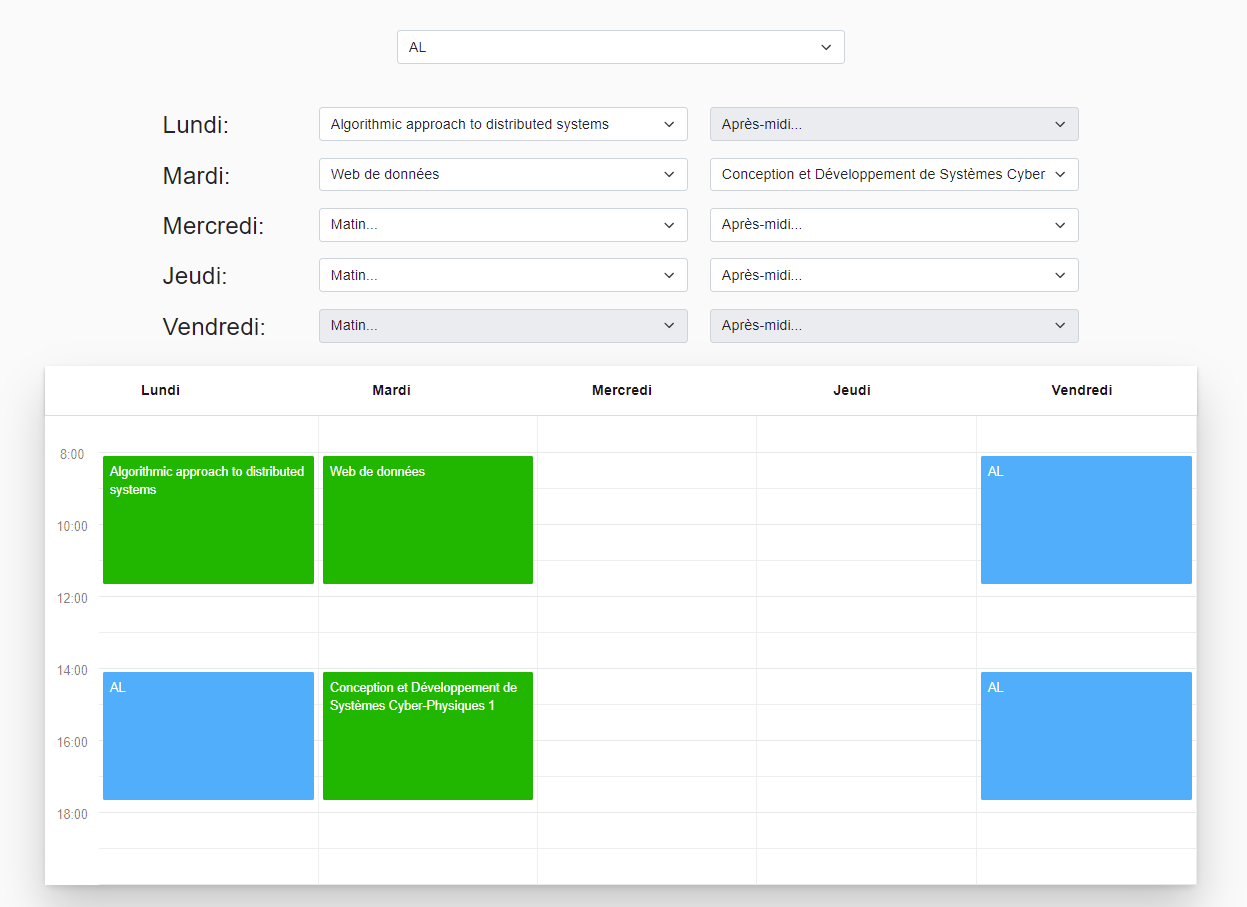 AL
Lundi:
Algorithmic approach to distributed systems
Après-midi...
Mardi:
Web de données
Conception et Développement de Systèmes Cyber
Mercredi:
Matin...
Après-midi...
Jeudi:
Matin...
Après-midi...
Vendredi:
Matin...
Après-midi...
Lundi
Mardi
Mercredi
Jeudi
Vendredi
8:00
Algorithmic approach to distributed
systems
Web de données
AL
10:00
12:00
14:00
AL
Conception et Développement de
Systèmes Cyber-Physiques 1
AL
16:00
18:00